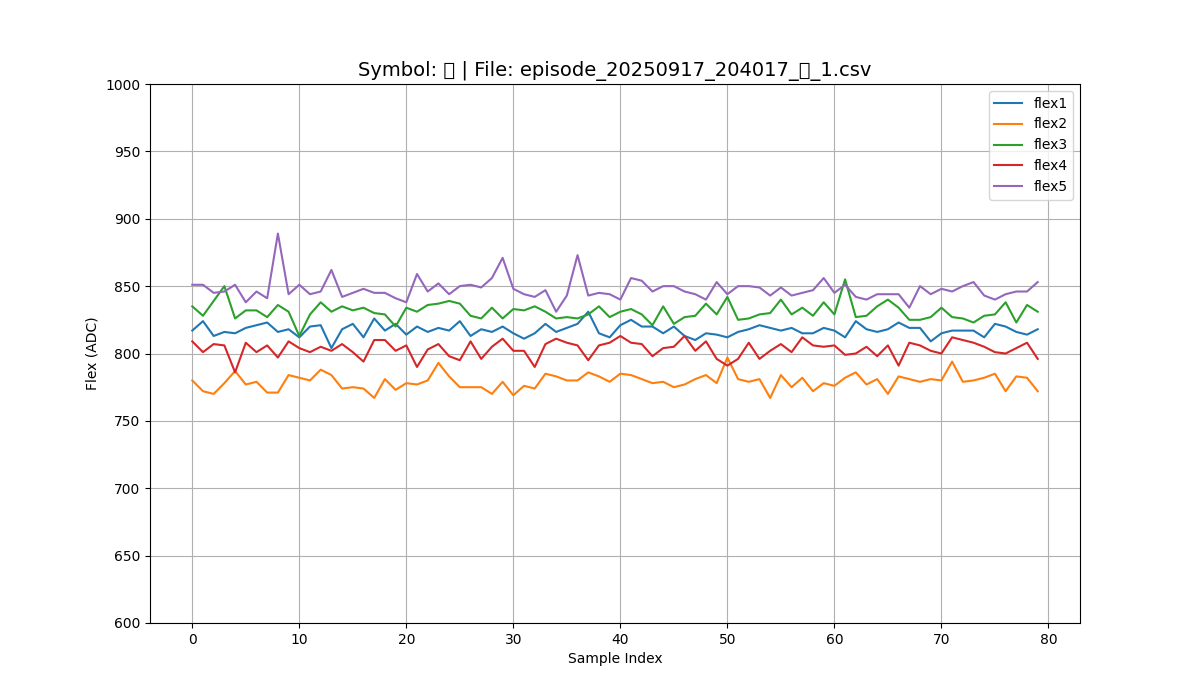 Symbol: | File: episode_20250917_204017_ _1.csv
1000
950
900
850
800
750
700
650
600
Flex (ADC)
0 10 20 30 40 50 60 70 80
Sample Index
flex1
flex2
flex3
flex4
flex5